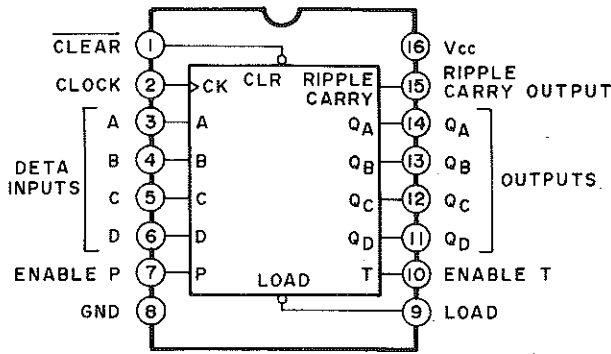 CLEAR 1 16 Vcc
CLOCK 2 CK CLR RIPPLE CARRY 15 RIPPLE CARRY OUTPUT
A 3 A QA 14 QA
B 4 B QB 13 QB
DETA INPUTS OUTPUTS
C 5 C QC 12 QC
D 6 D QD 11 QD
ENABLE P 7 P LOAD T 10 ENABLE T
GND 8 9 LOAD